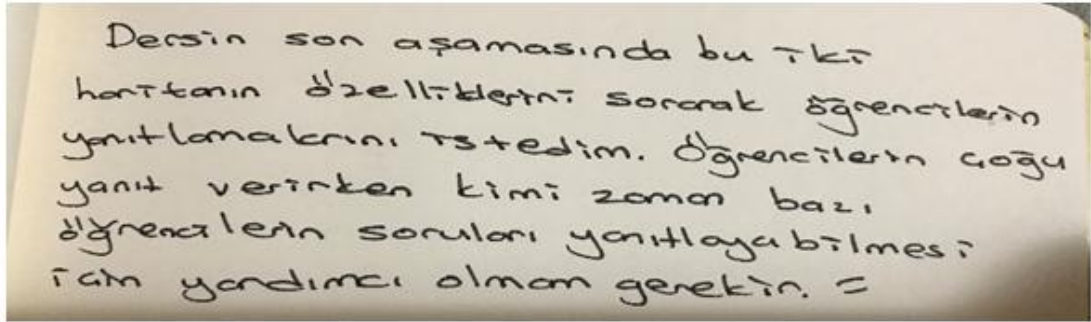 Dersin son aşamasında bu iki
haritanın özelliklerini sorarak öğrencilerin
yanıtlamalarını istedim. Öğrencilerin çoğu
yanıt verirken kimi zaman bazı
öğrencilerin soruları yanıtlayabilmesi
için yardımcı olmam gerekir. =